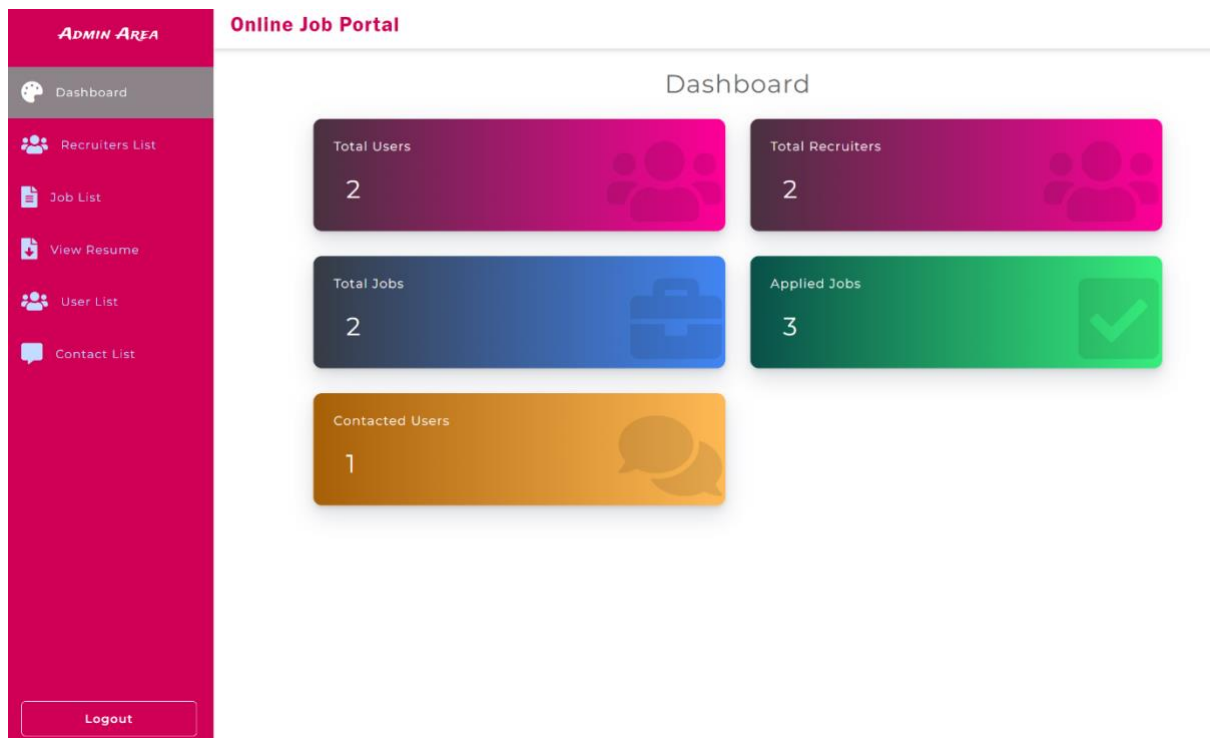 Admin Area
Online Job Portal
Dashboard
Recruiters List
Job List
View Resume
User List
Contact List
Logout
Dashboard
Total Users
2
Total Recruiters
2
Total Jobs
2
Applied Jobs
3
Contacted Users
1